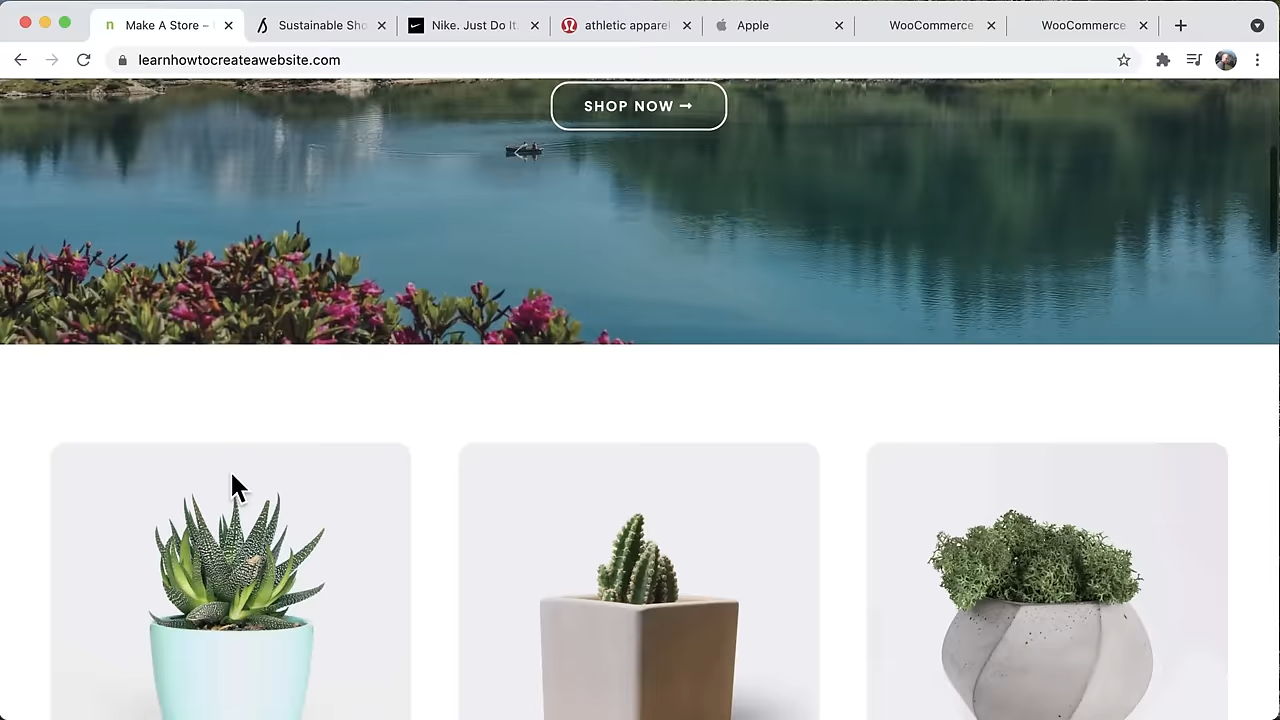 Make A Store –
Sustainable Sho
Nike. Just Do It.
athletic apparel
Apple
WooCommerce
WooCommerce
learnhowtocreateawebsite.com
SHOP NOW →